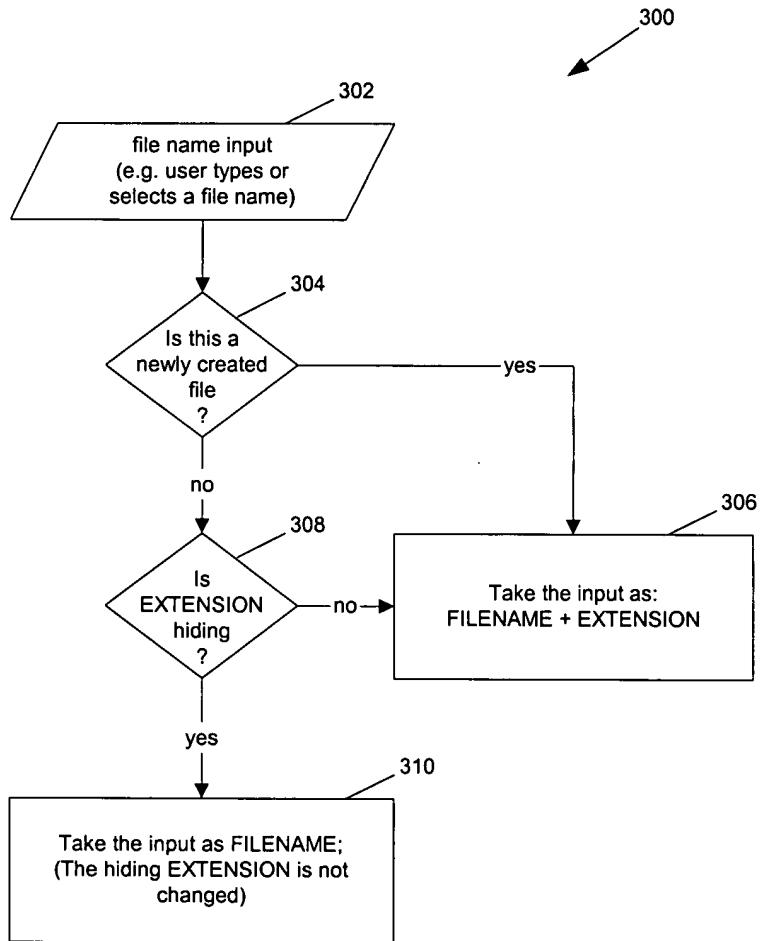 300
302
file name input
(e.g. user types or
selects a file name)
304
Is this a
newly created
file
?
yes
no
306
308
Is
EXTENSION
hiding
?
no
Take the input as:
FILENAME + EXTENSION
yes
310
Take the input as FILENAME;
(The hiding EXTENSION is not
changed)